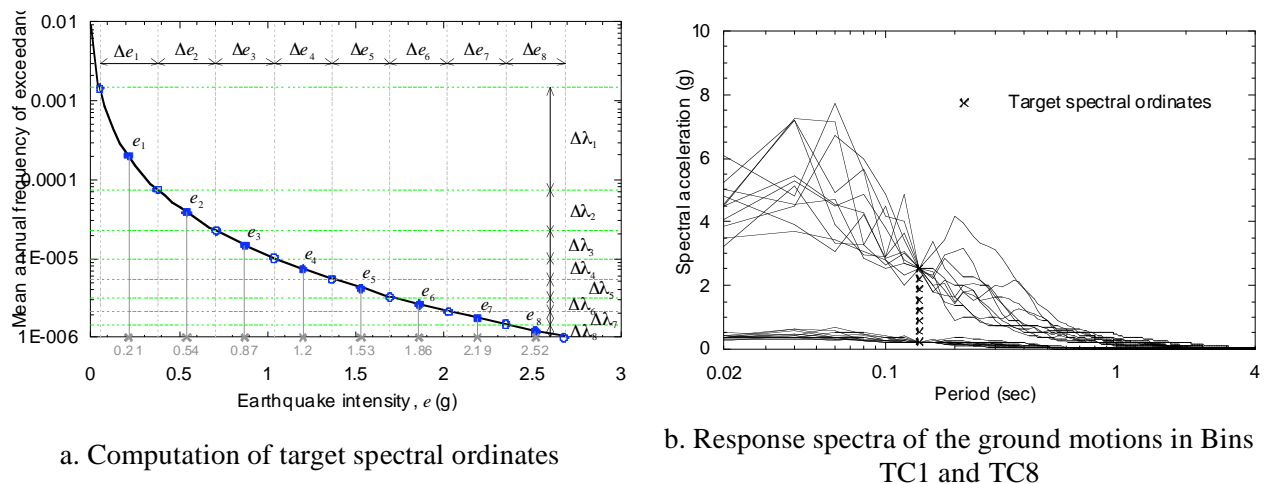 0.01
0.001
0.0001
1E-005
1E-006
Mean annual frequency of exceedanc
Δe1 Δe2 Δe3 Δe4 Δe5 Δe6 Δe7 Δe8
e1
e2
e3
e4
e5
e6
e7
e8
Δλ1
Δλ2
Δλ3
Δλ4
Δλ5
Δλ6
Δλ7
Δλ8
0.21 0.54 0.87 1.2 1.53 1.86 2.19 2.52
0 0.5 1 1.5 2 2.5 3
Earthquake intensity, e (g)
a. Computation of target spectral ordinates
10
8
6
4
2
0
Spectral acceleration (g)
Target spectral ordinates
0.02 0.1 1 4
Period (sec)
b. Response spectra of the ground motions in Bins
TC1 and TC8